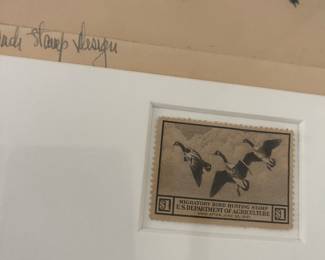 Stamp Design
MIGRATORY BIRD HUNTING STAMP
$1 U.S. DEPARTMENT OF AGRICULTURE $1